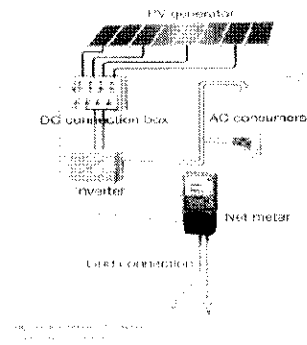 PV generator
DC connection box
AC consumers
Inverter
Net meter
Grid connection